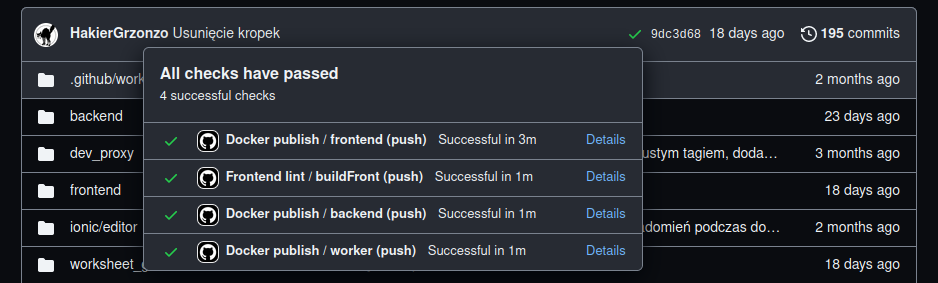 HakierGrzonzo Usunięcie kropek 9dc3d68 18 days ago 195 commits
All checks have passed
4 successful checks
.github/work 2 months ago
backend 23 days ago
Docker publish / frontend (push) Successful in 3m Details
dev_proxy ustym tagiem, doda… 3 months ago
Frontend lint / buildFront (push) Successful in 1m Details
frontend 18 days ago
Docker publish / backend (push) Successful in 1m Details
ionic/editor adomień podczas do… 2 months ago
Docker publish / worker (push) Successful in 1m Details
worksheet_g 18 days ago